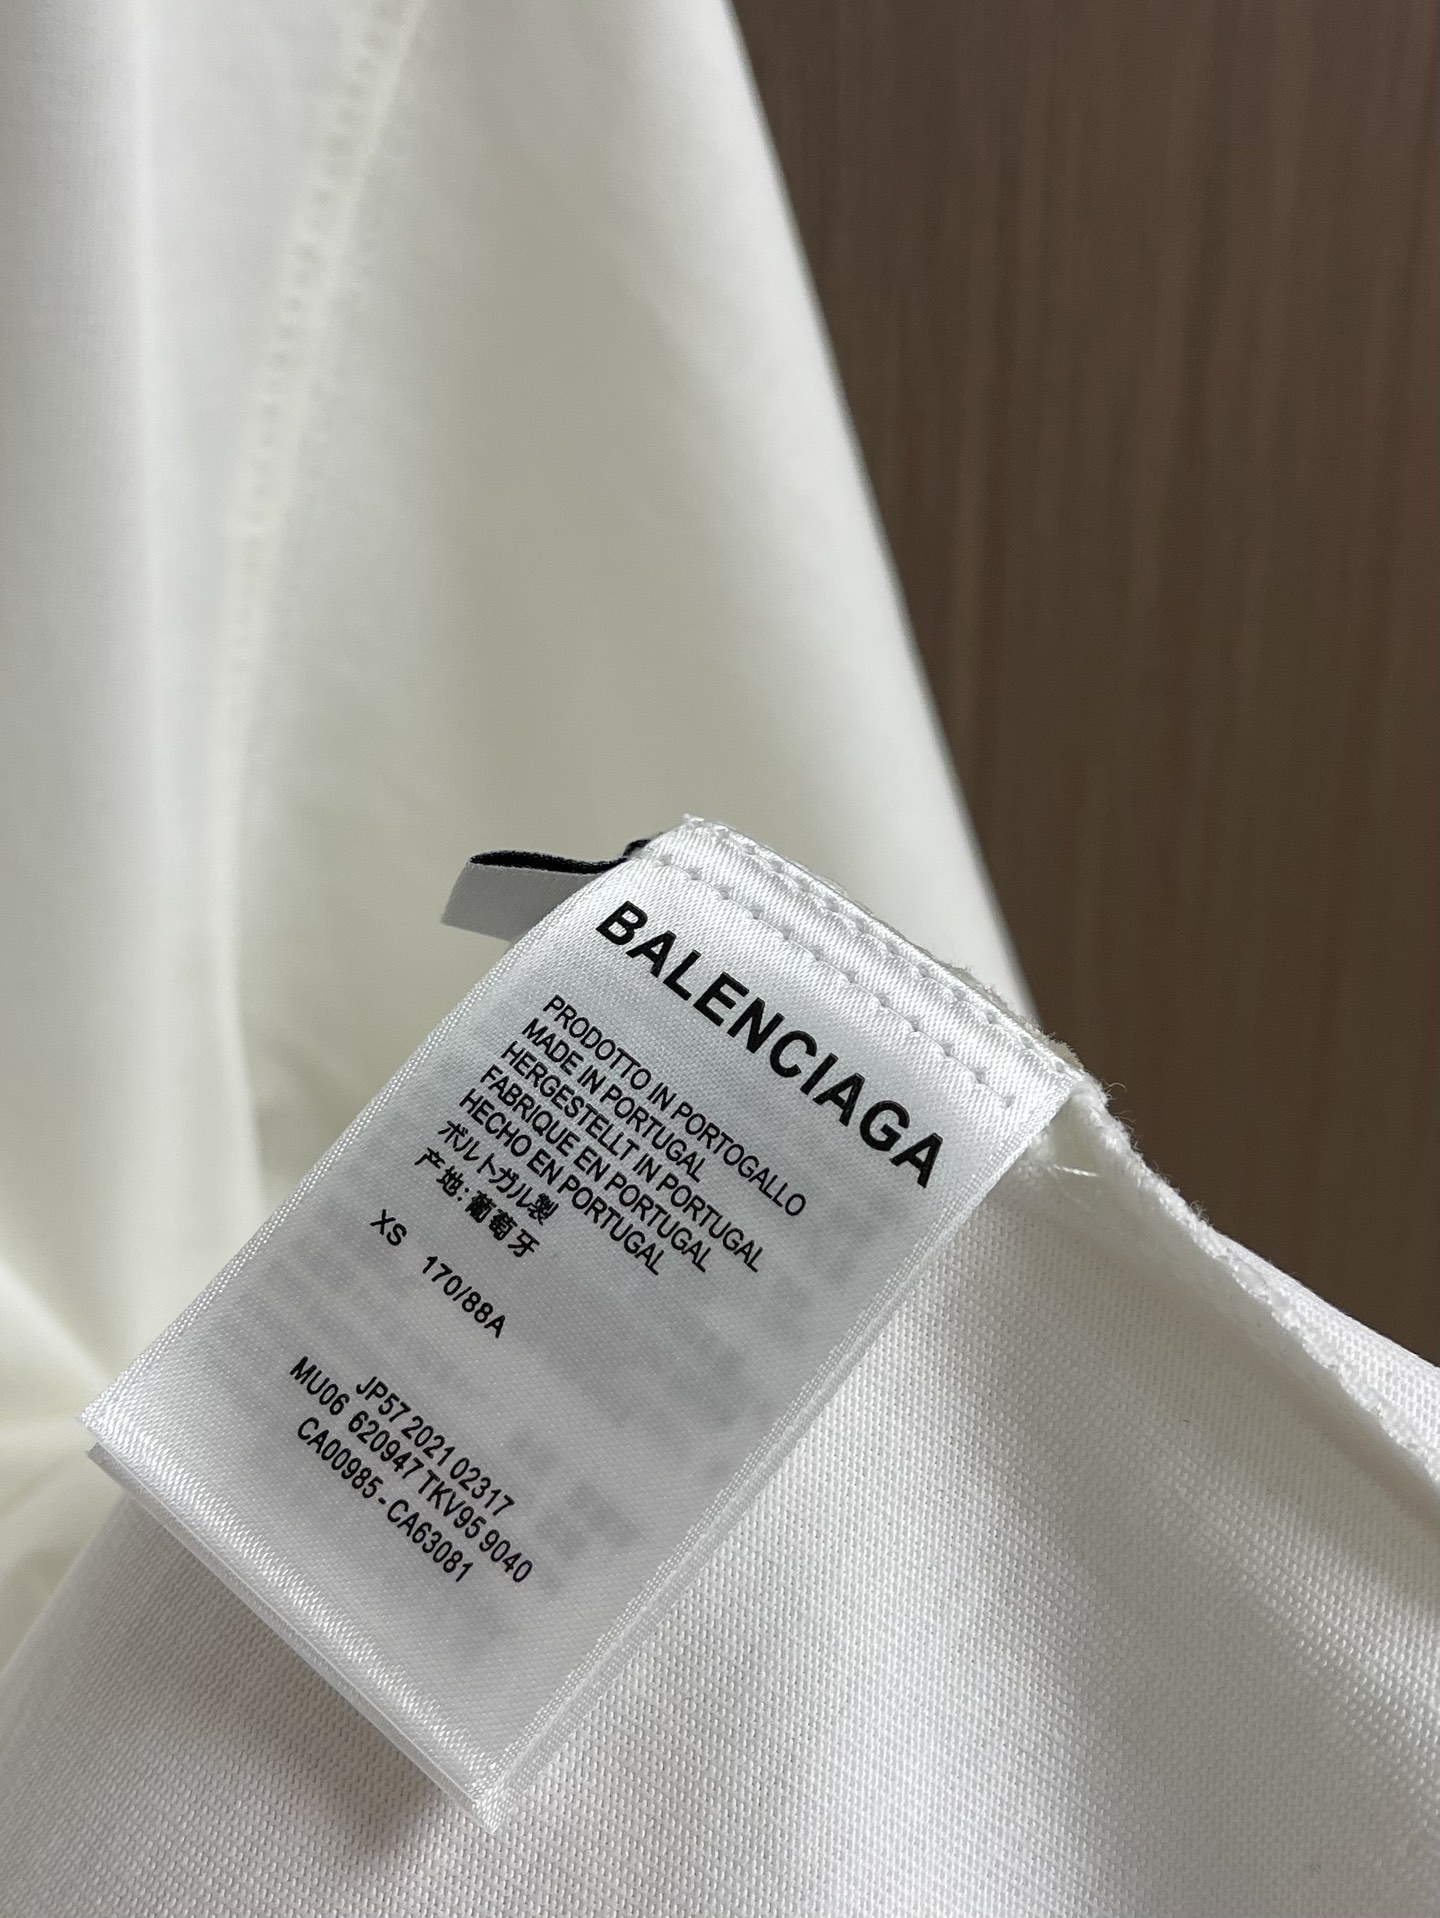 BALENCIAGA
PRODOTTO IN PORTOGALLO
MADE IN PORTUGAL
HERGESTELLT IN PORTUGAL
FABRIQUE EN PORTUGAL
HECHO EN PORTUGAL
ポルトガル製
产地:葡萄牙
XS 170/88A
JP57 2021 02317
MU06 620947 TKV95 9040
CA00985 - CA63081